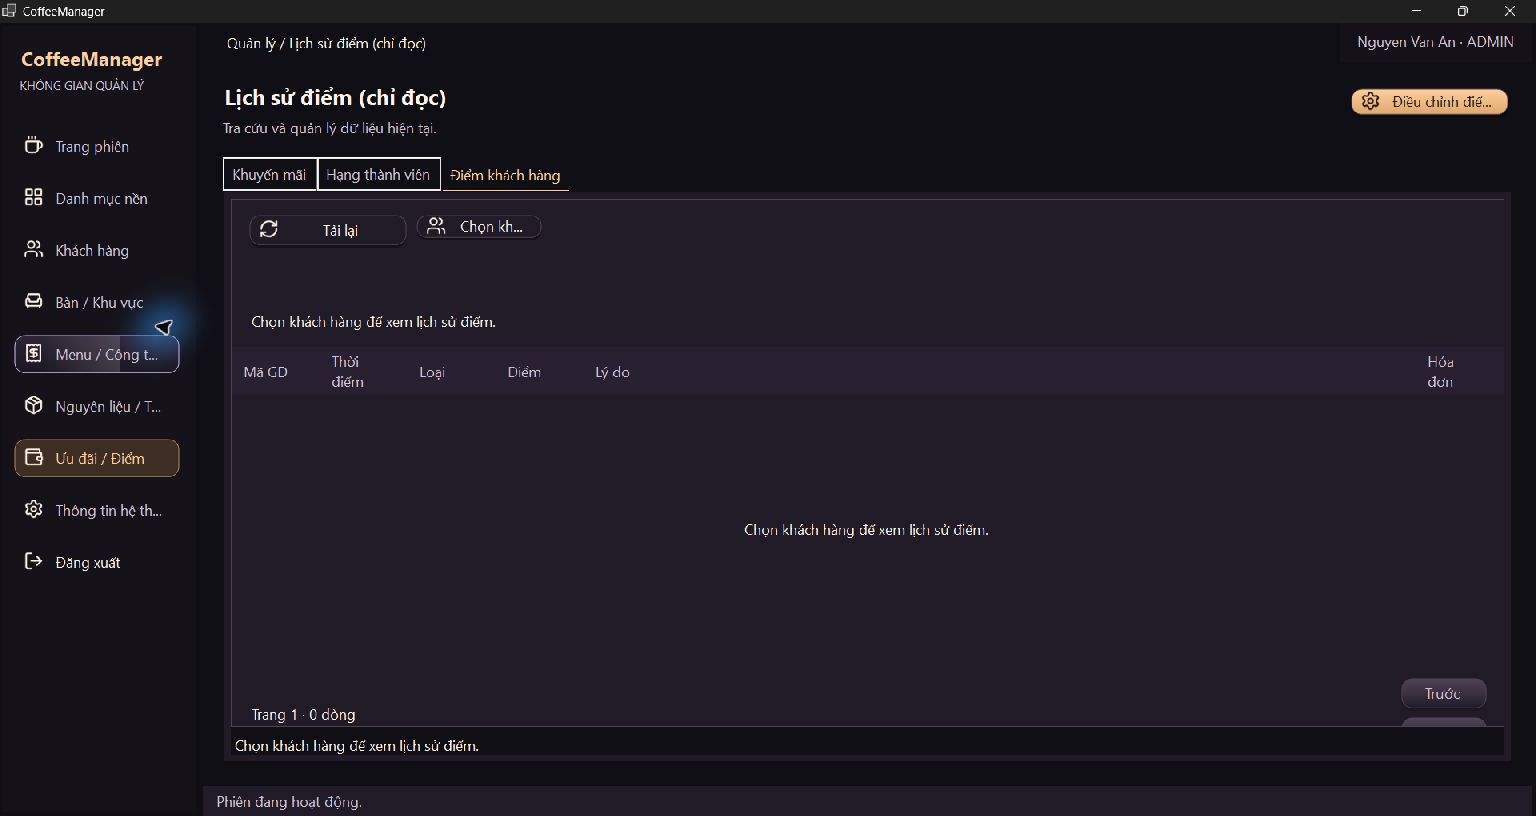 CoffeeManager
Quản lý / Lịch sử điểm (chỉ đọc)
Nguyen Van An · ADMIN
CoffeeManager
KHÔNG GIAN QUẢN LÝ
Lịch sử điểm (chỉ đọc)
Điều chỉnh điể...
Tra cứu và quản lý dữ liệu hiện tại.
Trang phiên
Danh mục nền
Khách hàng
Bàn / Khu vực
Menu / Công t...
Nguyên liệu / T...
Ưu đãi / Điểm
Thông tin hệ th...
Đăng xuất
Khuyến mãi
Hạng thành viên
Điểm khách hàng
Tải lại
Chọn kh...
Chọn khách hàng để xem lịch sử điểm.
Mã GD
Thời
điểm
Loại
Điểm
Lý do
Hóa
đơn
Chọn khách hàng để xem lịch sử điểm.
Trước
Trang 1 · 0 dòng
Chọn khách hàng để xem lịch sử điểm.
Phiên đang hoạt động.